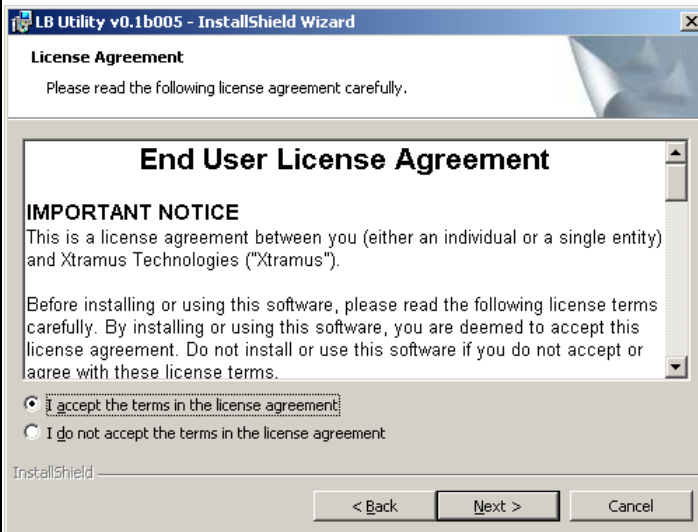 LB Utility v0.1b005 - InstallShield Wizard
License Agreement
Please read the following license agreement carefully.
End User License Agreement
IMPORTANT NOTICE
This is a license agreement between you (either an individual or a single entity)
and Xtramus Technologies ("Xtramus").
Before installing or using this software, please read the following license terms
carefully. By installing or using this software, you are deemed to accept this
license agreement. Do not install or use this software if you do not accept or
agree with these license terms.
I accept the terms in the license agreement
I do not accept the terms in the license agreement
InstallShield
< Back
Next >
Cancel